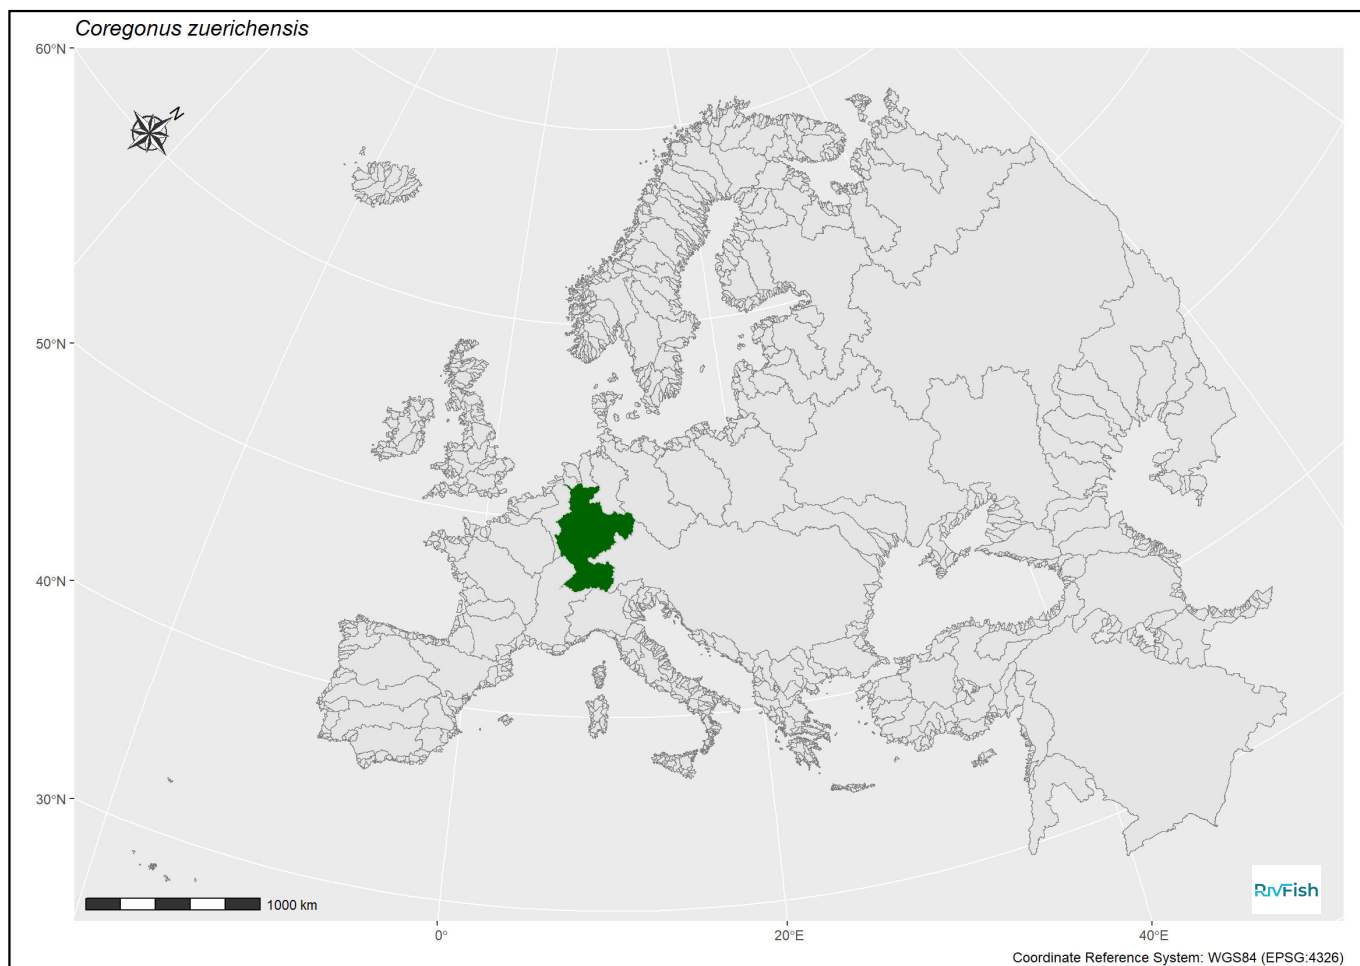 Coregonus zuerichensis
60°N
N
50°N
40°N
30°N
1000 km
RIVFish
0°
20°E
40°E
Coordinate Reference System: WGS84 (EPSG:4326)